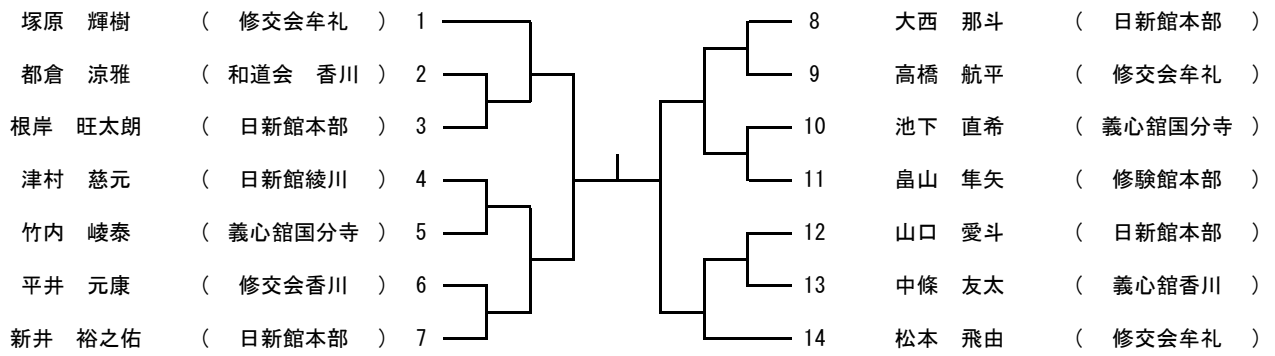 塚原　輝樹 （ 修交会牟礼 ） 1
都倉　涼雅 （ 和道会　香川 ） 2
根岸　旺太朗 （ 日新館本部 ） 3
津村　慈元 （ 日新館綾川 ） 4
竹内　崚泰 （ 義心舘国分寺 ） 5
平井　元康 （ 修交会香川 ） 6
新井　裕之佑 （ 日新館本部 ） 7
8 大西　那斗 （ 日新館本部 ）
9 高橋　航平 （ 修交会牟礼 ）
10 池下　直希 （ 義心舘国分寺 ）
11 畠山　隼矢 （ 修験館本部 ）
12 山口　愛斗 （ 日新館本部 ）
13 中條　友太 （ 義心舘香川 ）
14 松本　飛由 （ 修交会牟礼 ）